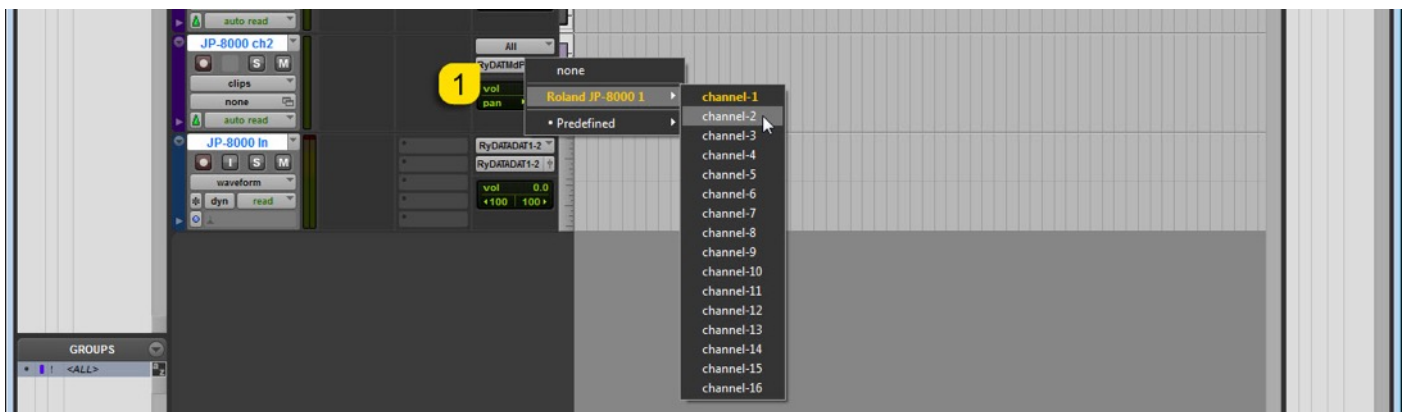 auto read
JP-8000 ch2
S M
clips
none
auto read
All
RyDATMdP
vol
pan
1
none
Roland JP-8000 1
• Predefined
channel-1
channel-2
channel-3
channel-4
channel-5
channel-6
channel-7
channel-8
channel-9
channel-10
channel-11
channel-12
channel-13
channel-14
channel-15
channel-16
JP-8000 In
I S M
waveform
dyn read
RyDATADAT1-2
RyDATADAT1-2
vol 0.0
100 100
GROUPS
! <ALL>
a z